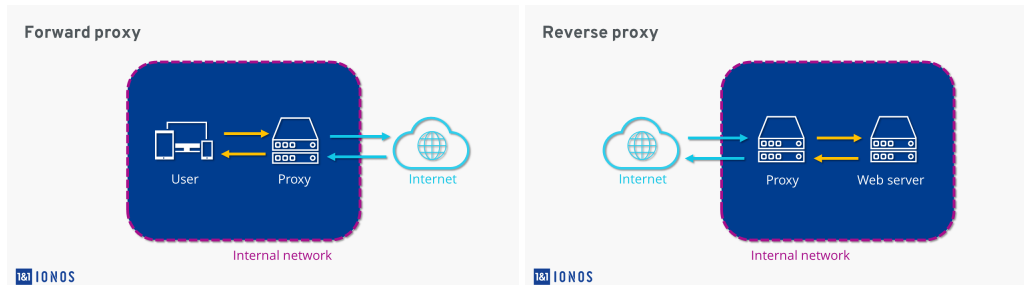 Forward proxy
User
Proxy
Internet
Internal network
1&1 IONOS
Reverse proxy
Internet
Proxy
Web server
Internal network
1&1 IONOS